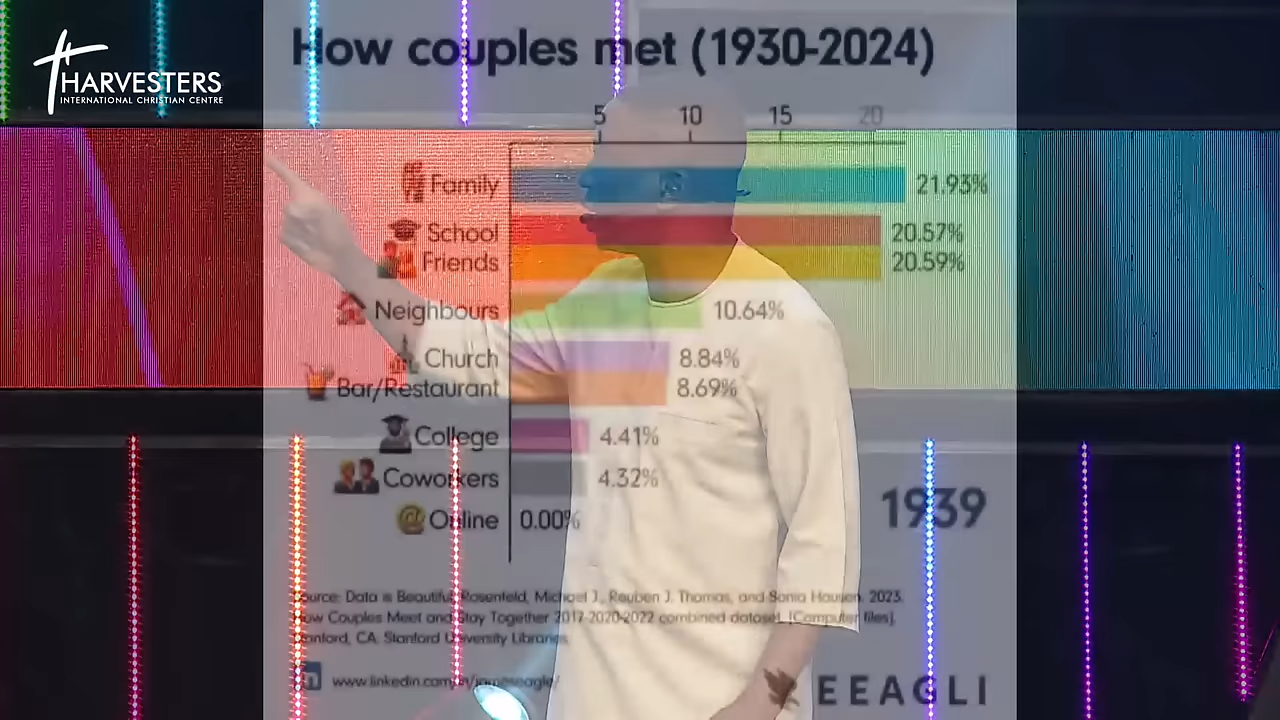 HARVESTERS
INTERNATIONAL CHRISTIAN CENTRE
How couples met (1930-2024)
5 10 15 20
Family 21.93%
School 20.57%
Friends 20.59%
Neighbours 10.64%
Church 8.84%
Bar/Restaurant 8.69%
College 4.41%
Coworkers 4.32%
@ Online 0.00%
1939
Source: Data is Beautiful, Rosenfeld, Michael J., Reuben J. Thomas, and Sonia Hausen. 2023.
How Couples Meet and Stay Together 2017-2020-2022 combined dataset. [Computer files].
Stanford, CA: Stanford University Libraries.
in www.linkedin.com/in/jameseagle/
EEAGLI